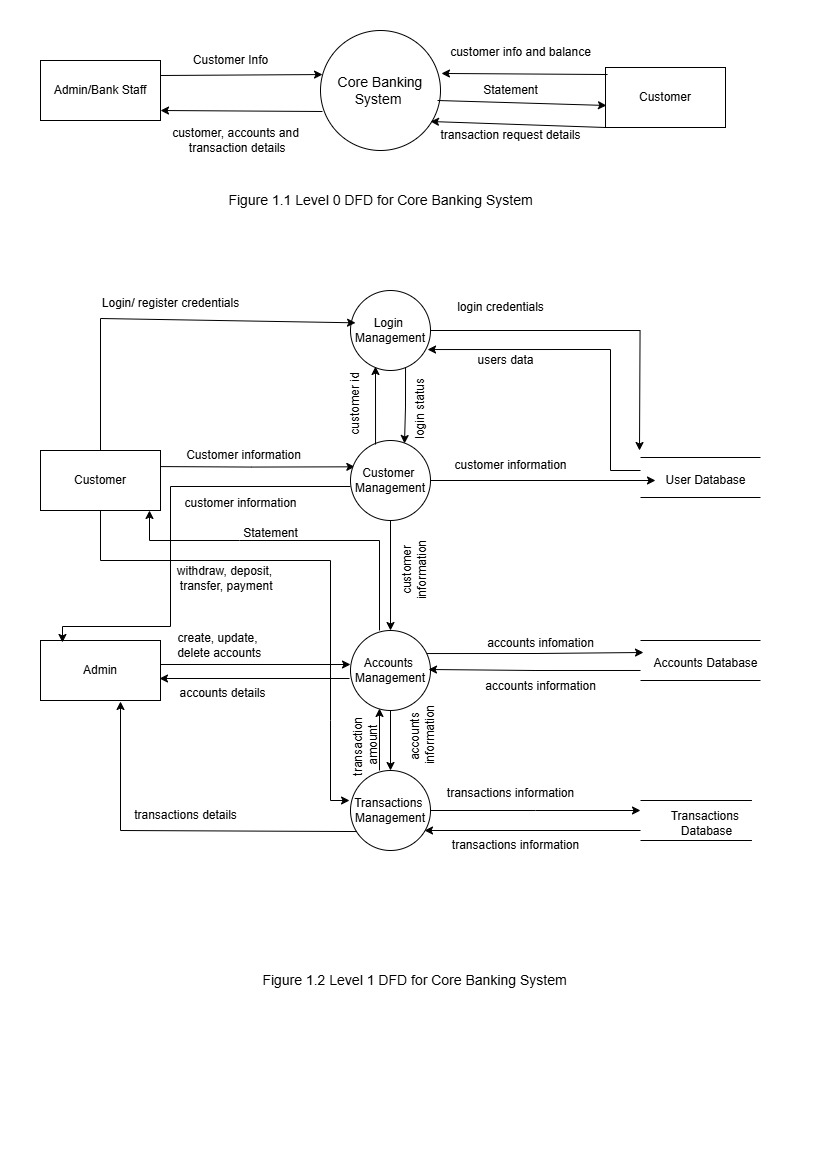 Customer Info
customer info and balance
Admin/Bank Staff
Core Banking
System
Statement
Customer
customer, accounts and
transaction details
transaction request details
Figure 1.1 Level 0 DFD for Core Banking System
Login/ register credentials
login credentials
Login
Management
users data
customer id
login status
Customer information
customer information
Customer
Customer
Management
User Database
customer information
Statement
customer
information
withdraw, deposit,
transfer, payment
create, update,
delete accounts
accounts infomation
Admin
Accounts
Management
Accounts Database
accounts details
accounts information
transaction
amount
accounts
information
transactions information
Transactions
Management
Transactions
Database
transactions details
transactions information
Figure 1.2 Level 1 DFD for Core Banking System